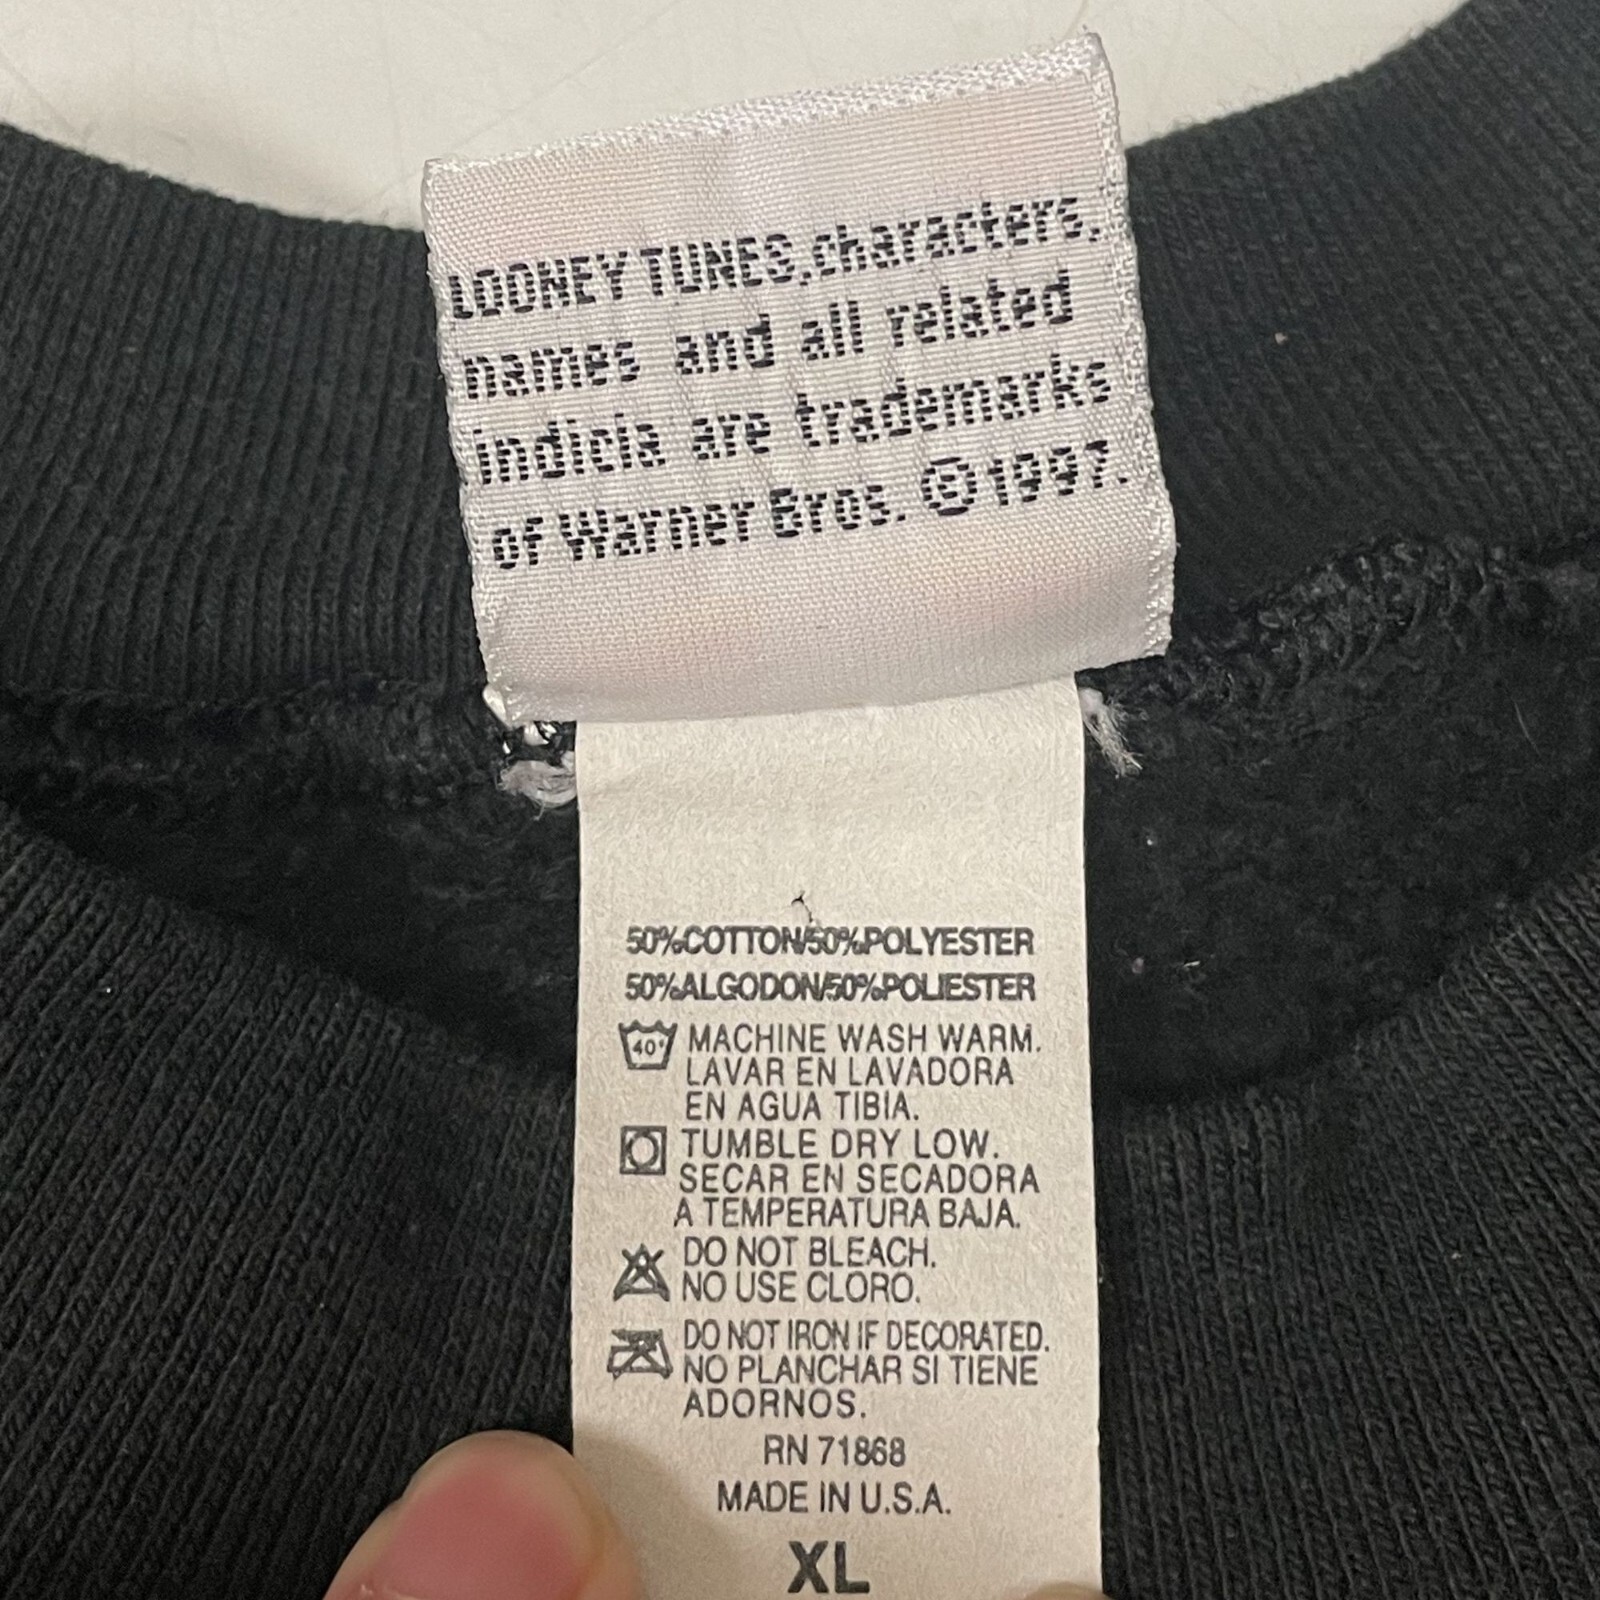 LOONEY TUNES, characters,
names and all related
indicia are trademarks
of Warner Bros. ©1997.
50%COTTON/50%POLYESTER
50%ALGODON/50%POLIESTER
40° MACHINE WASH WARM.
LAVAR EN LAVADORA
EN AGUA TIBIA.
TUMBLE DRY LOW.
SECAR EN SECADORA
A TEMPERATURA BAJA.
DO NOT BLEACH.
NO USE CLORO.
DO NOT IRON IF DECORATED.
NO PLANCHAR SI TIENE
ADORNOS.
RN 71868
MADE IN U.S.A.
XL